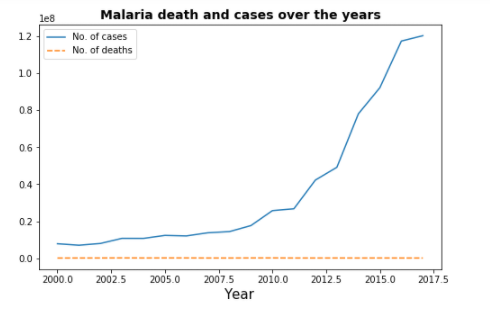 Malaria death and cases over the years
1e8
No. of cases
No. of deaths
1.2
1.0
0.8
0.6
0.4
0.2
0.0
2000.0 2002.5 2005.0 2007.5 2010.0 2012.5 2015.0 2017.5
Year